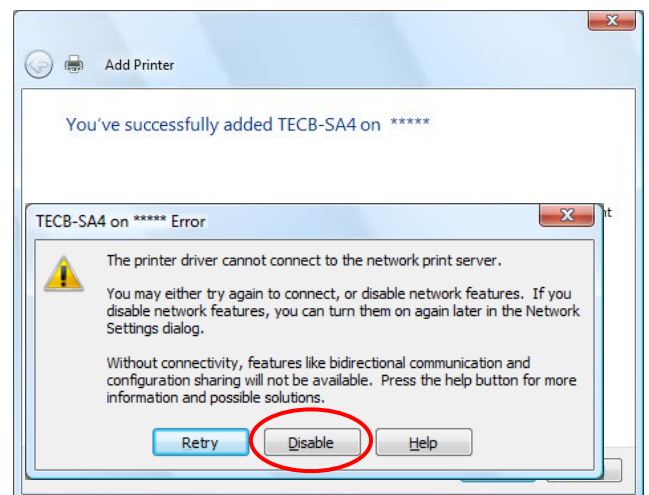 Add Printer
You've successfully added TECB-SA4 on *****
nt
TECB-SA4 on ***** Error
The printer driver cannot connect to the network print server.
You may either try again to connect, or disable network features. If you
disable network features, you can turn them on again later in the Network
Settings dialog.
Without connectivity, features like bidirectional communication and
configuration sharing will not be available. Press the help button for more
information and possible solutions.
Retry Disable Help